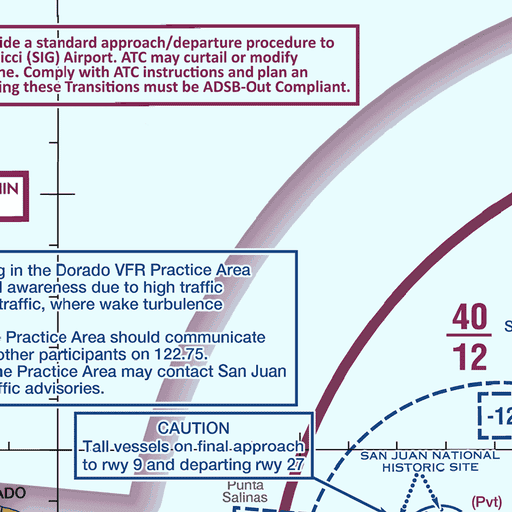 ide a standard approach/departure procedure to
icci (SIG) Airport. ATC may curtail or modify
ne. Comply with ATC instructions and plan an
ing these Transitions must be ADSB-Out Compliant.
IN
g in the Dorado VFR Practice Area
awareness due to high traffic
traffic, where wake turbulence
Practice Area should communicate
other participants on 122.75.
he Practice Area may contact San Juan
ffic advisories.
40
12
S
-12
CAUTION
Tall vessels on final approach
to rwy 9 and departing rwy 27
SAN JUAN NATIONAL
HISTORIC SITE
Punta
Salinas
ADO
(Pvt)